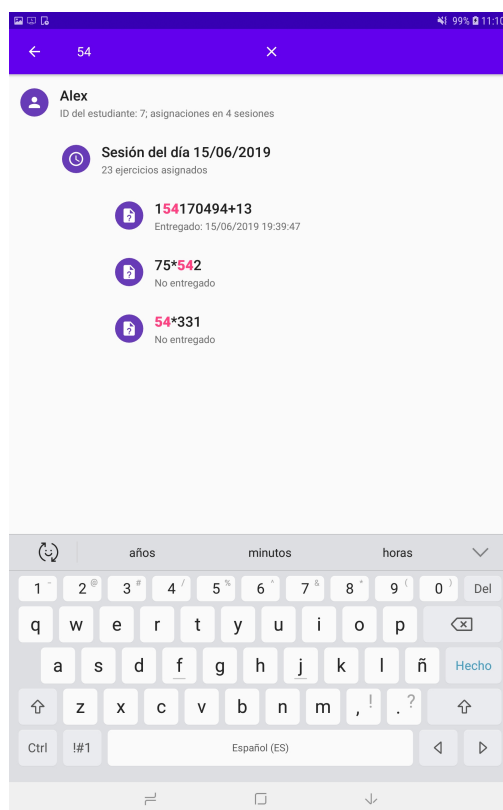 99% 11:10
54
Alex
ID del estudiante: 7; asignaciones en 4 sesiones
Sesión del día 15/06/2019
23 ejercicios asignados
154170494+13
Entregado: 15/06/2019 19:39:47
75*542
No entregado
54*331
No entregado
años minutos horas
1 - 2 @ 3 # 4 / 5 % 6 ^ 7 & 8 * 9 ( 0 ) Del
q w e r t y u i o p
a s d f g h j k l ñ Hecho
z x c v b n m , ! . ?
Ctrl !#1 Español (ES)